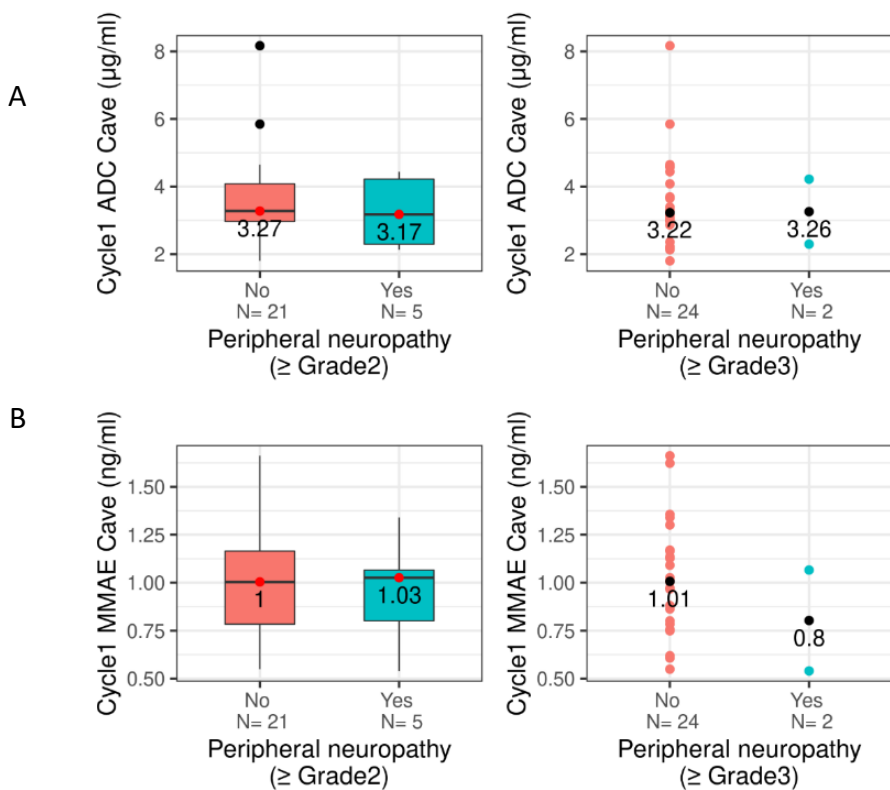 A
Cycle1 ADC Cave (µg/ml)
8
6
4
2
3.27
3.17
No
Yes
N= 21
N= 5
Peripheral neuropathy
(≥ Grade2)
Cycle1 ADC Cave (µg/ml)
8
6
4
2
3.22
3.26
No
Yes
N= 24
N= 2
Peripheral neuropathy
(≥ Grade3)
B
Cycle1 MMAE Cave (ng/ml)
1.50
1.25
1.00
0.75
0.50
1
1.03
No
Yes
N= 21
N= 5
Peripheral neuropathy
(≥ Grade2)
Cycle1 MMAE Cave (ng/ml)
1.50
1.25
1.00
0.75
0.50
1.01
0.8
No
Yes
N= 24
N= 2
Peripheral neuropathy
(≥ Grade3)